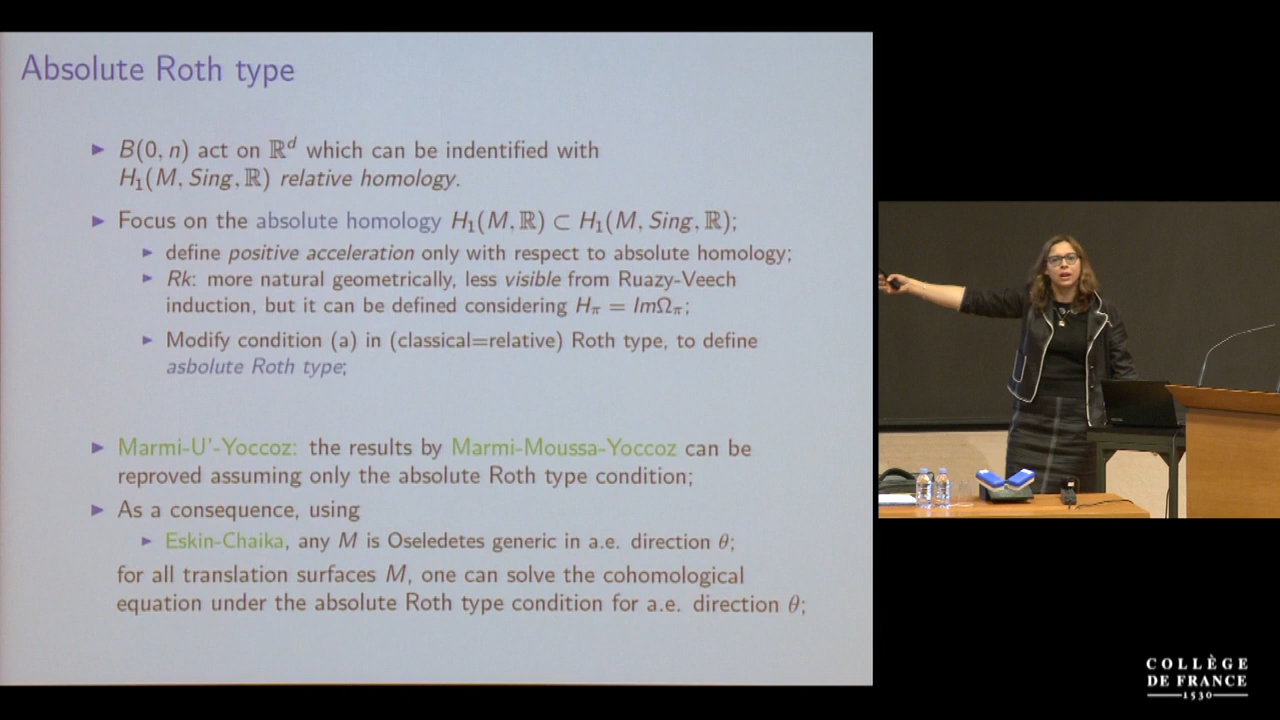 Absolute Roth type
► B(0, n) act on ℝᵈ which can be indentified with
H₁(M, Sing, ℝ) relative homology.
► Focus on the absolute homology H₁(M, ℝ) ⊂ H₁(M, Sing, ℝ);
► define positive acceleration only with respect to absolute homology;
► Rk: more natural geometrically, less visible from Ruazy-Veech
induction, but it can be defined considering Hπ = ImΩπ;
► Modify condition (a) in (classical=relative) Roth type, to define
asbolute Roth type;
► Marmi-U'-Yoccoz: the results by Marmi-Moussa-Yoccoz can be
reproved assuming only the absolute Roth type condition;
► As a consequence, using
► Eskin-Chaika, any M is Oseledetes generic in a.e. direction θ;
for all translation surfaces M, one can solve the cohomological
equation under the absolute Roth type condition for a.e. direction θ;
COLLÈGE
DE FRANCE
1530